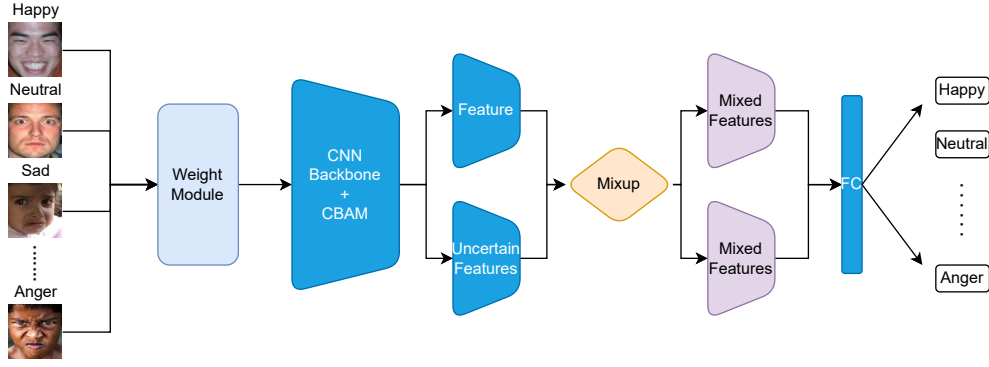 Happy
Neutral
Sad
Anger
Weight
Module
CNN
Backbone
+
CBAM
Feature
Uncertain
Features
Mixup
Mixed
Features
Mixed
Features
FC
Happy
Neutral
Anger